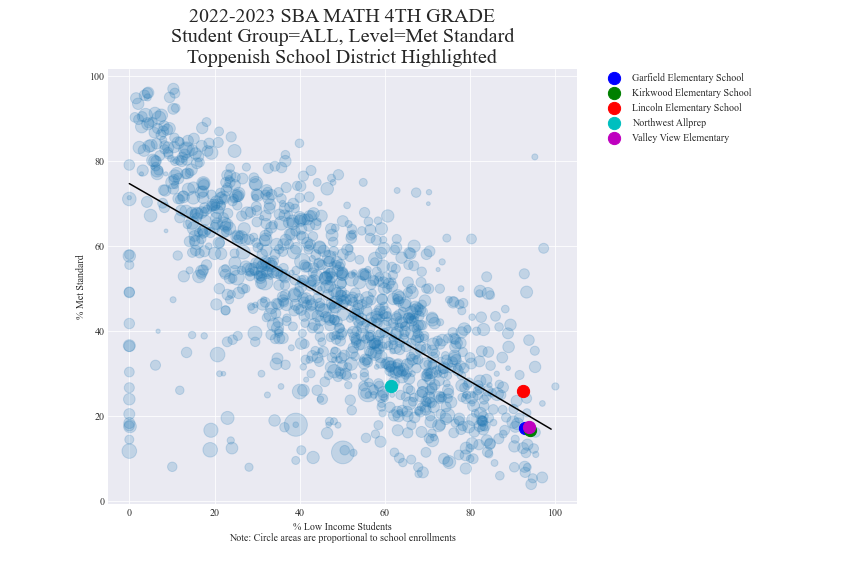 2022-2023 SBA MATH 4TH GRADE
Student Group=ALL, Level=Met Standard
Toppenish School District Highlighted
Garfield Elementary School
Kirkwood Elementary School
Lincoln Elementary School
Northwest Allprep
Valley View Elementary
100
80
60
40
20
0
% Met Standard
0 20 40 60 80 100
% Low Income Students
Note: Circle areas are proportional to school enrollments